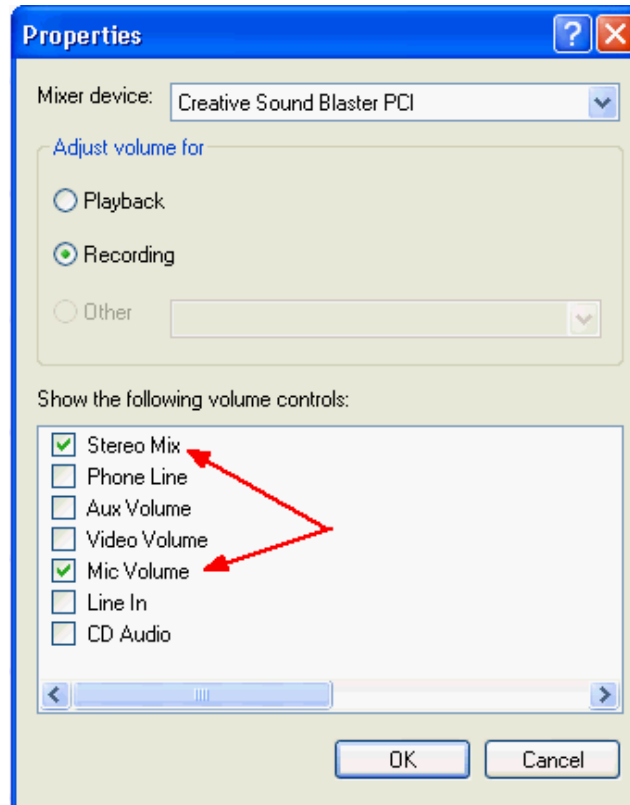 Properties
Mixer device: Creative Sound Blaster PCI
Adjust volume for
Playback
Recording
Other
Show the following volume controls:
Stereo Mix
Phone Line
Aux Volume
Video Volume
Mic Volume
Line In
CD Audio
OK Cancel